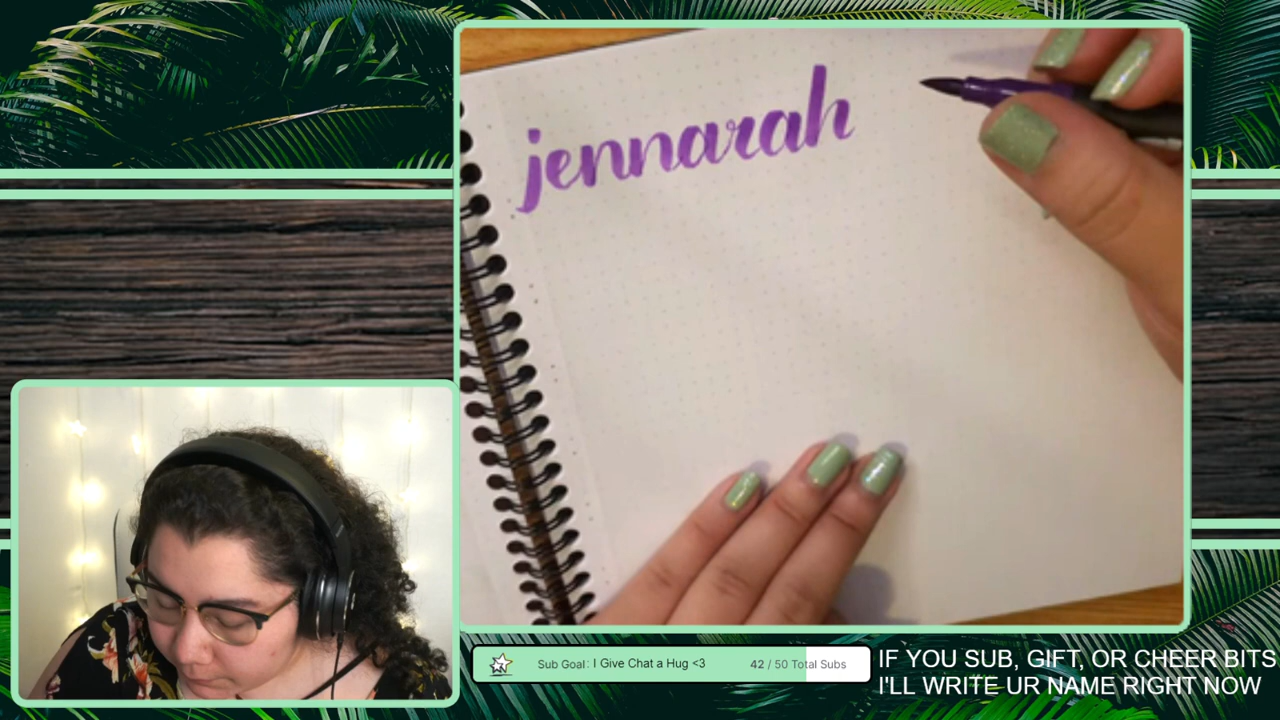 jennarah
Sub Goal: I Give Chat a Hug <3 42 / 50 Total Subs
IF YOU SUB, GIFT, OR CHEER BITS
I'LL WRITE UR NAME RIGHT NOW